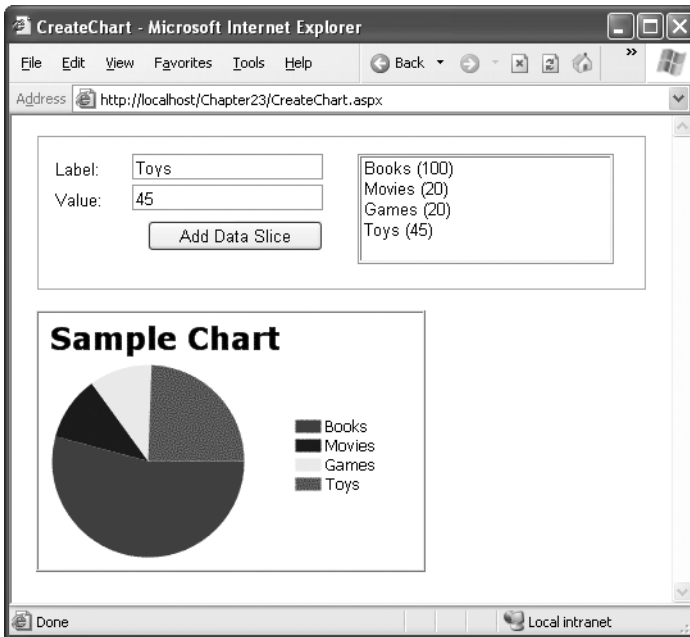 CreateChart - Microsoft Internet Explorer
File Edit View Favorites Tools Help Back »
Address http://localhost/Chapter23/CreateChart.aspx
Label: Toys
Value: 45
Add Data Slice
Books (100)
Movies (20)
Games (20)
Toys (45)
Sample Chart
Books
Movies
Games
Toys
Done Local intranet